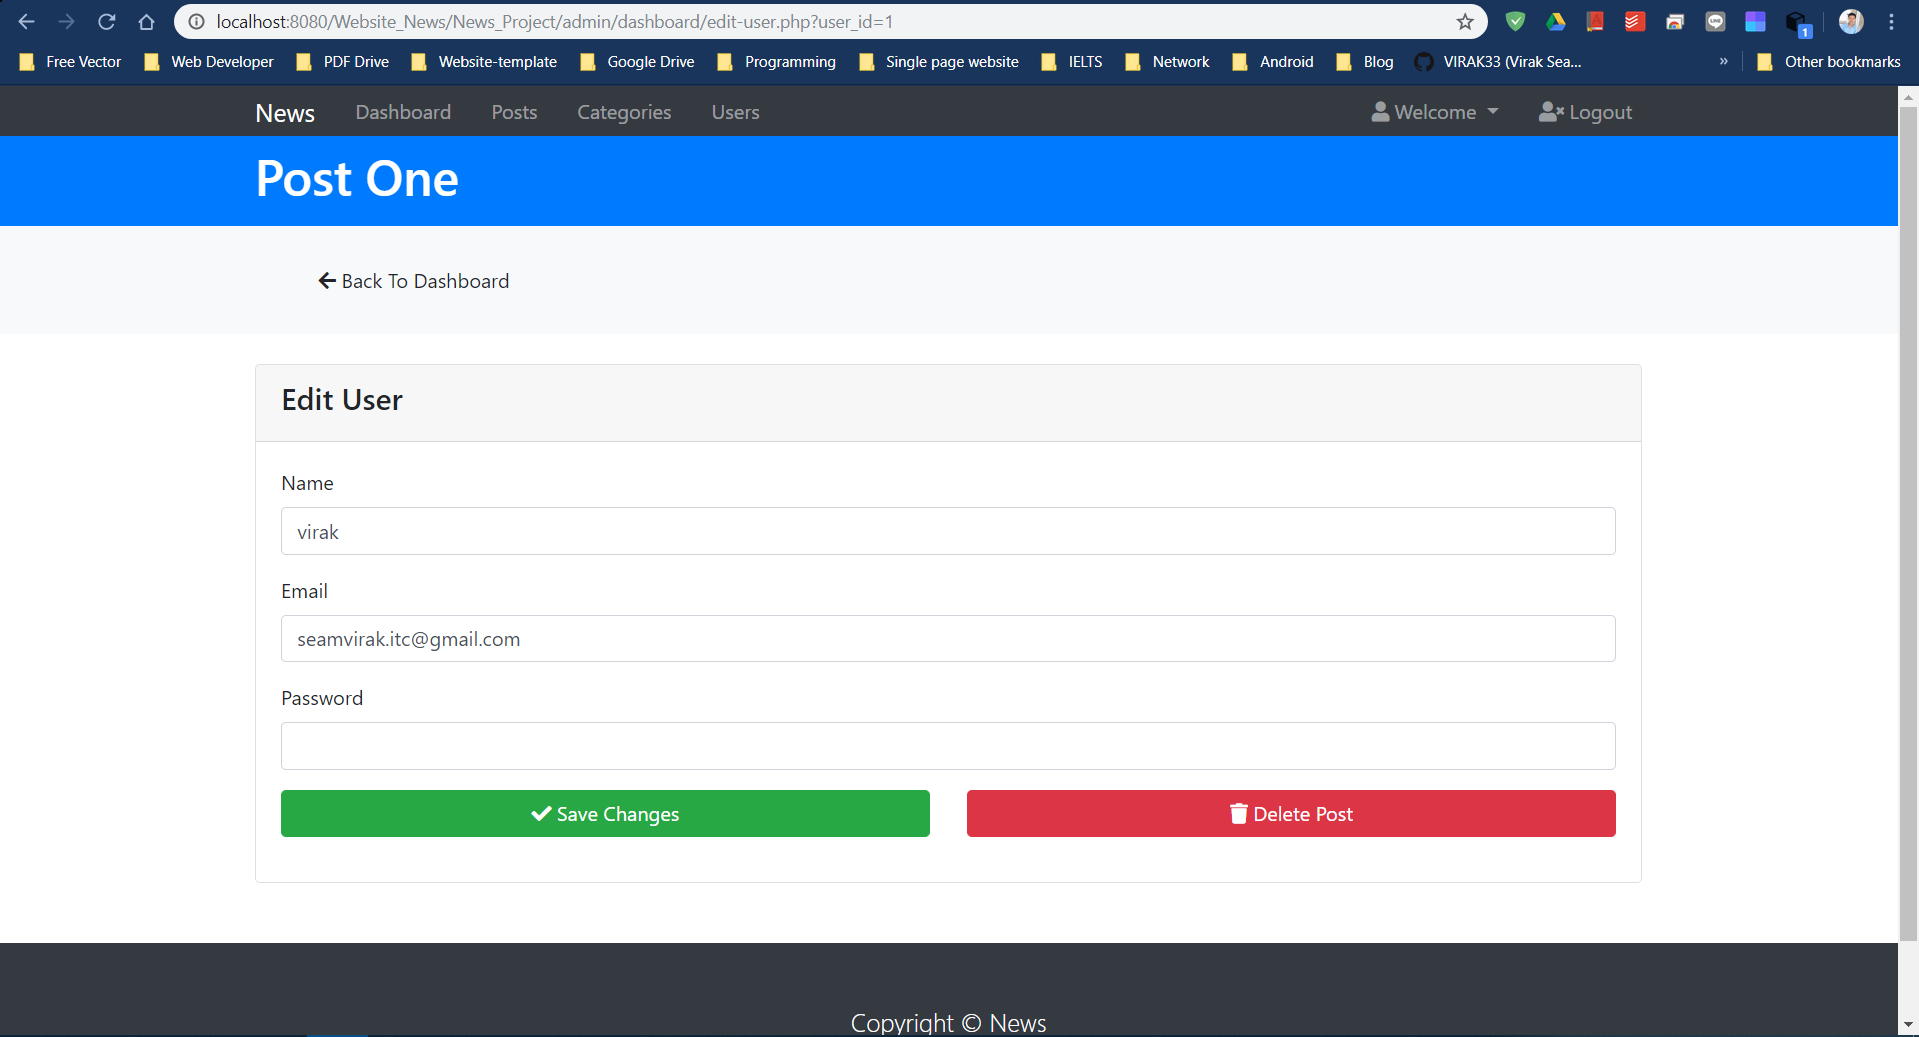 localhost:8080/Website_News/News_Project/admin/dashboard/edit-user.php?user_id=1
1
Free Vector Web Developer PDF Drive Website-template Google Drive Programming Single page website IELTS Network Android Blog VIRAK33 (Virak Sea... » Other bookmarks
News Dashboard Posts Categories Users Welcome Logout
Post One
Back To Dashboard
Edit User
Name
virak
Email
seamvirak.itc@gmail.com
Password
Save Changes Delete Post
Copyright © News